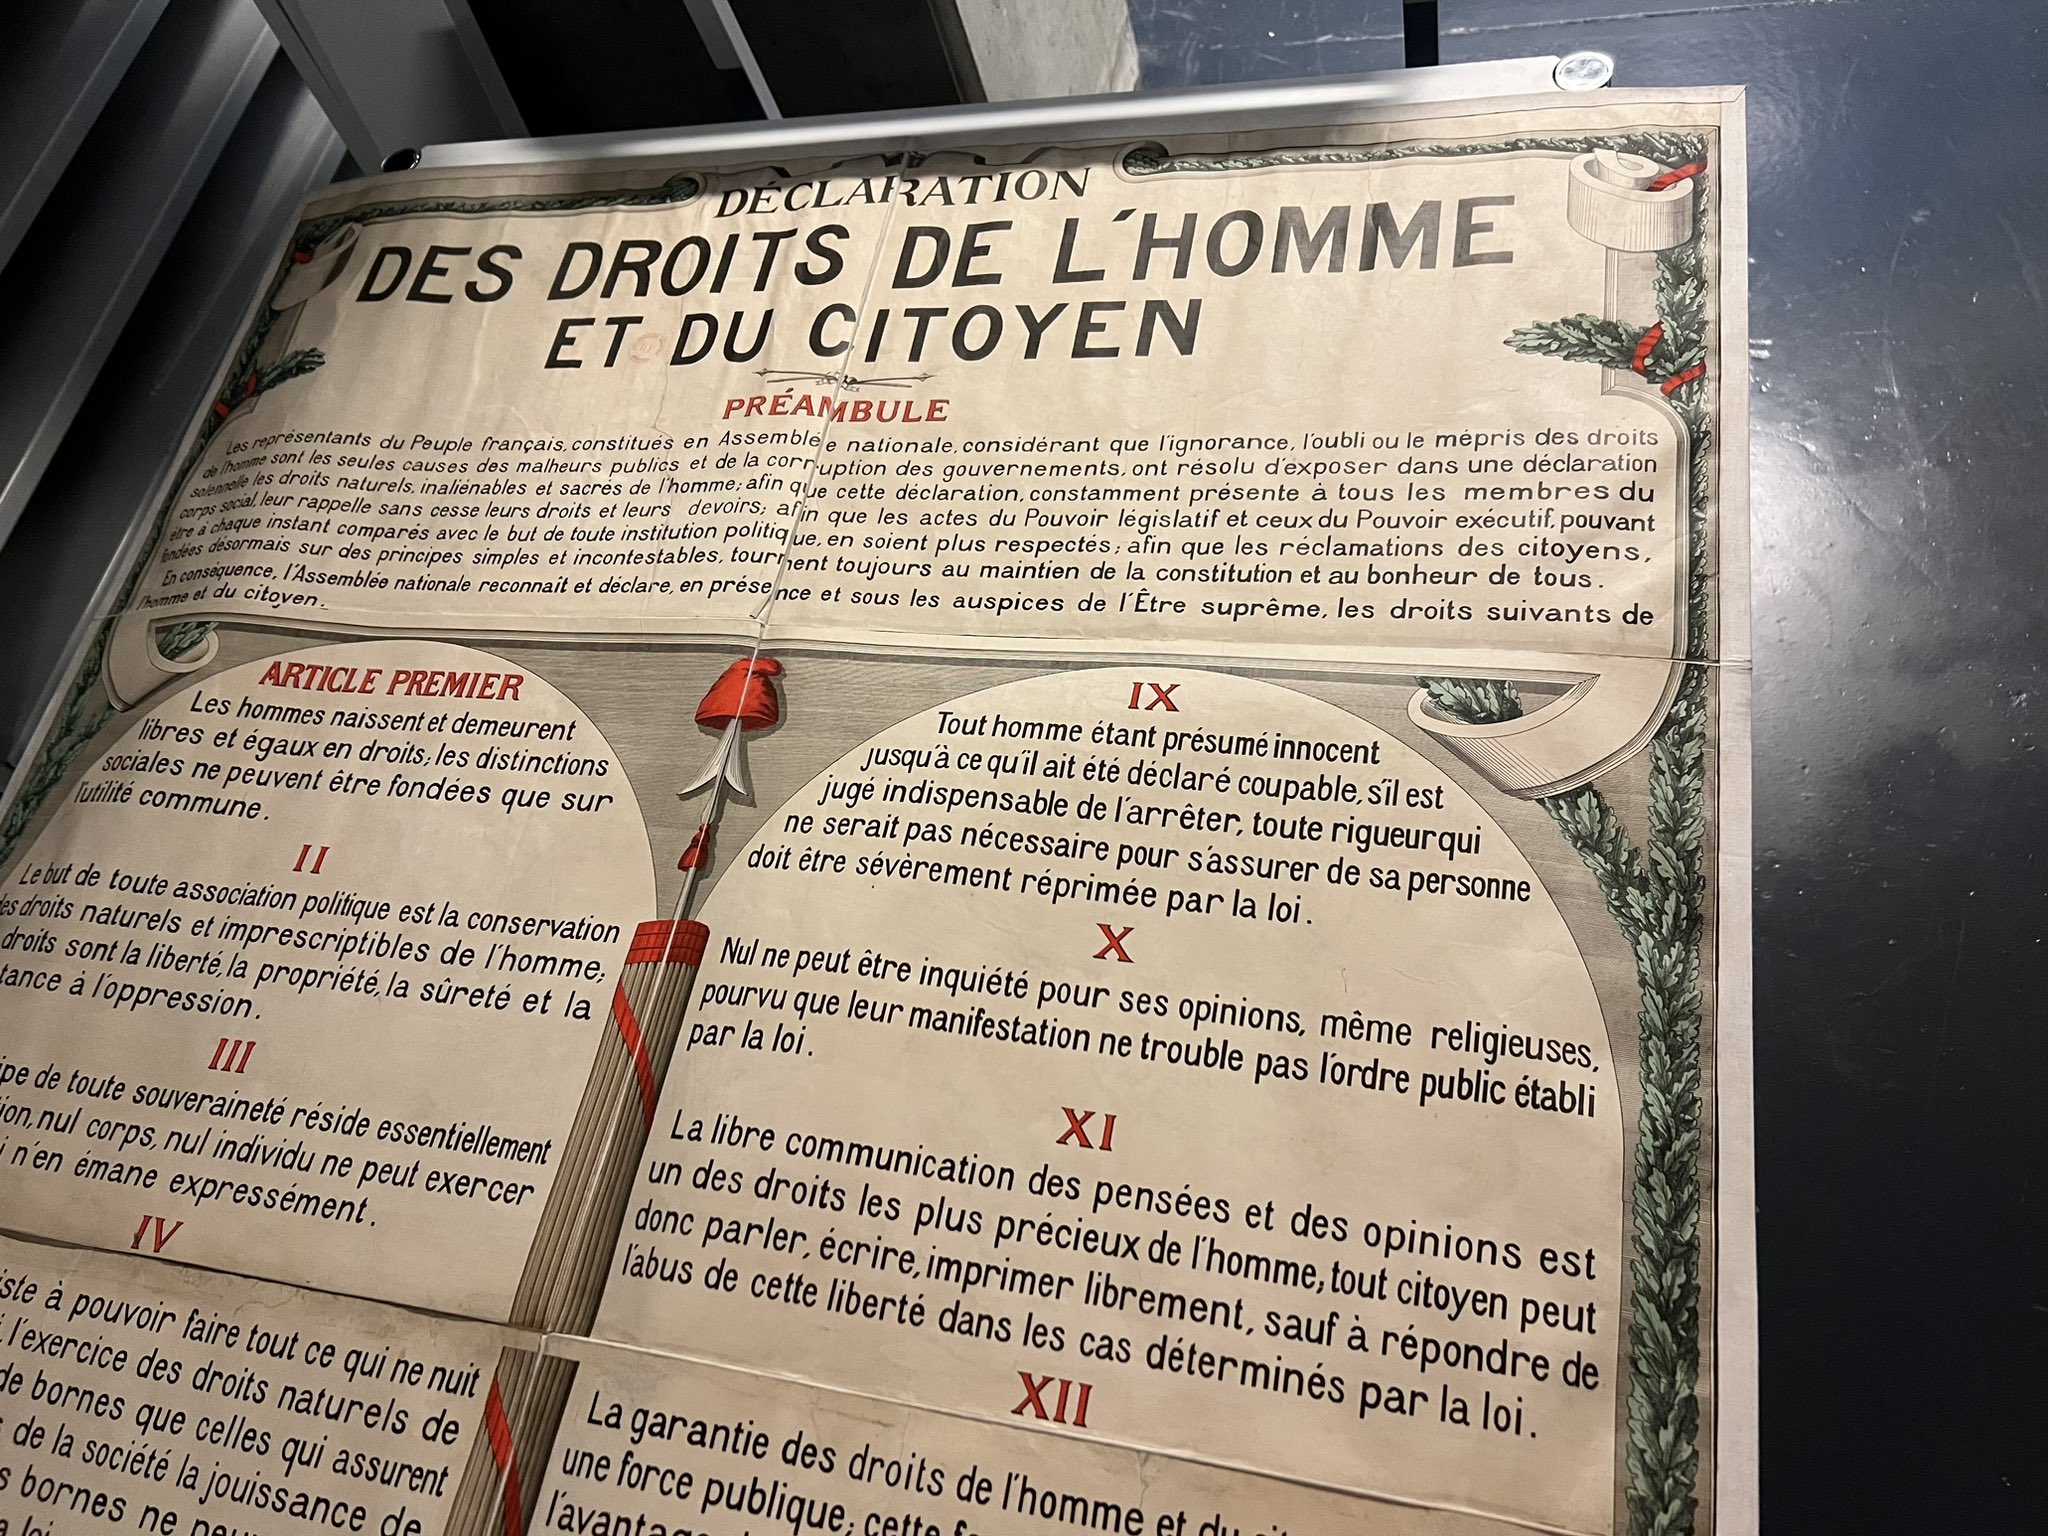 DÉCLARATION
DES DROITS DE L'HOMME
ET DU CITOYEN
PRÉAMBULE
Les représentants du Peuple français, constitués en Assemblée nationale, considérant que l'ignorance, l'oubli ou le mépris des droits
de l'homme sont les seules causes des malheurs publics et de la corruption des gouvernements, ont résolu d'exposer dans une déclaration
solennelle les droits naturels, inaliénables et sacrés de l'homme; afin que cette déclaration, constamment présente à tous les membres du
corps social, leur rappelle sans cesse leurs droits et leurs devoirs; afin que les actes du Pouvoir législatif et ceux du Pouvoir exécutif, pouvant
être à chaque instant comparés avec le but de toute institution politique, en soient plus respectés; afin que les réclamations des citoyens,
fondées désormais sur des principes simples et incontestables, tournent toujours au maintien de la constitution et au bonheur de tous.
En conséquence, l'Assemblée nationale reconnaît et déclare, en présence et sous les auspices de l'Être suprême, les droits suivants de
l'homme et du citoyen.
ARTICLE PREMIER
Les hommes naissent et demeurent
libres et égaux en droits; les distinctions
sociales ne peuvent être fondées que sur
l'utilité commune.
II
Le but de toute association politique est la conservation
des droits naturels et imprescriptibles de l'homme;
droits sont la liberté, la propriété, la sûreté et la
tance à l'oppression.
III
ipe de toute souveraineté réside essentiellement
ion, nul corps, nul individu ne peut exercer
i n'en émane expressément.
IV
iste à pouvoir faire tout ce qui ne nuit
l'exercice des droits naturels de
de bornes que celles qui assurent
de la société la jouissance de
bornes ne
la loi
IX
Tout homme étant présumé innocent
jusqu'à ce qu'il ait été déclaré coupable, s'il est
jugé indispensable de l'arrêter, toute rigueur qui
ne serait pas nécessaire pour s'assurer de sa personne
doit être sévèrement réprimée par la loi.
X
Nul ne peut être inquiété pour ses opinions, même religieuses,
pourvu que leur manifestation ne trouble pas l'ordre public établi
par la loi.
XI
La libre communication des pensées et des opinions est
un des droits les plus précieux de l'homme; tout citoyen peut
donc parler, écrire, imprimer librement, sauf à répondre de
l'abus de cette liberté dans les cas déterminés par la loi.
XII
La garantie des droits de l'homme et du
une force publique; cette
l'avantage